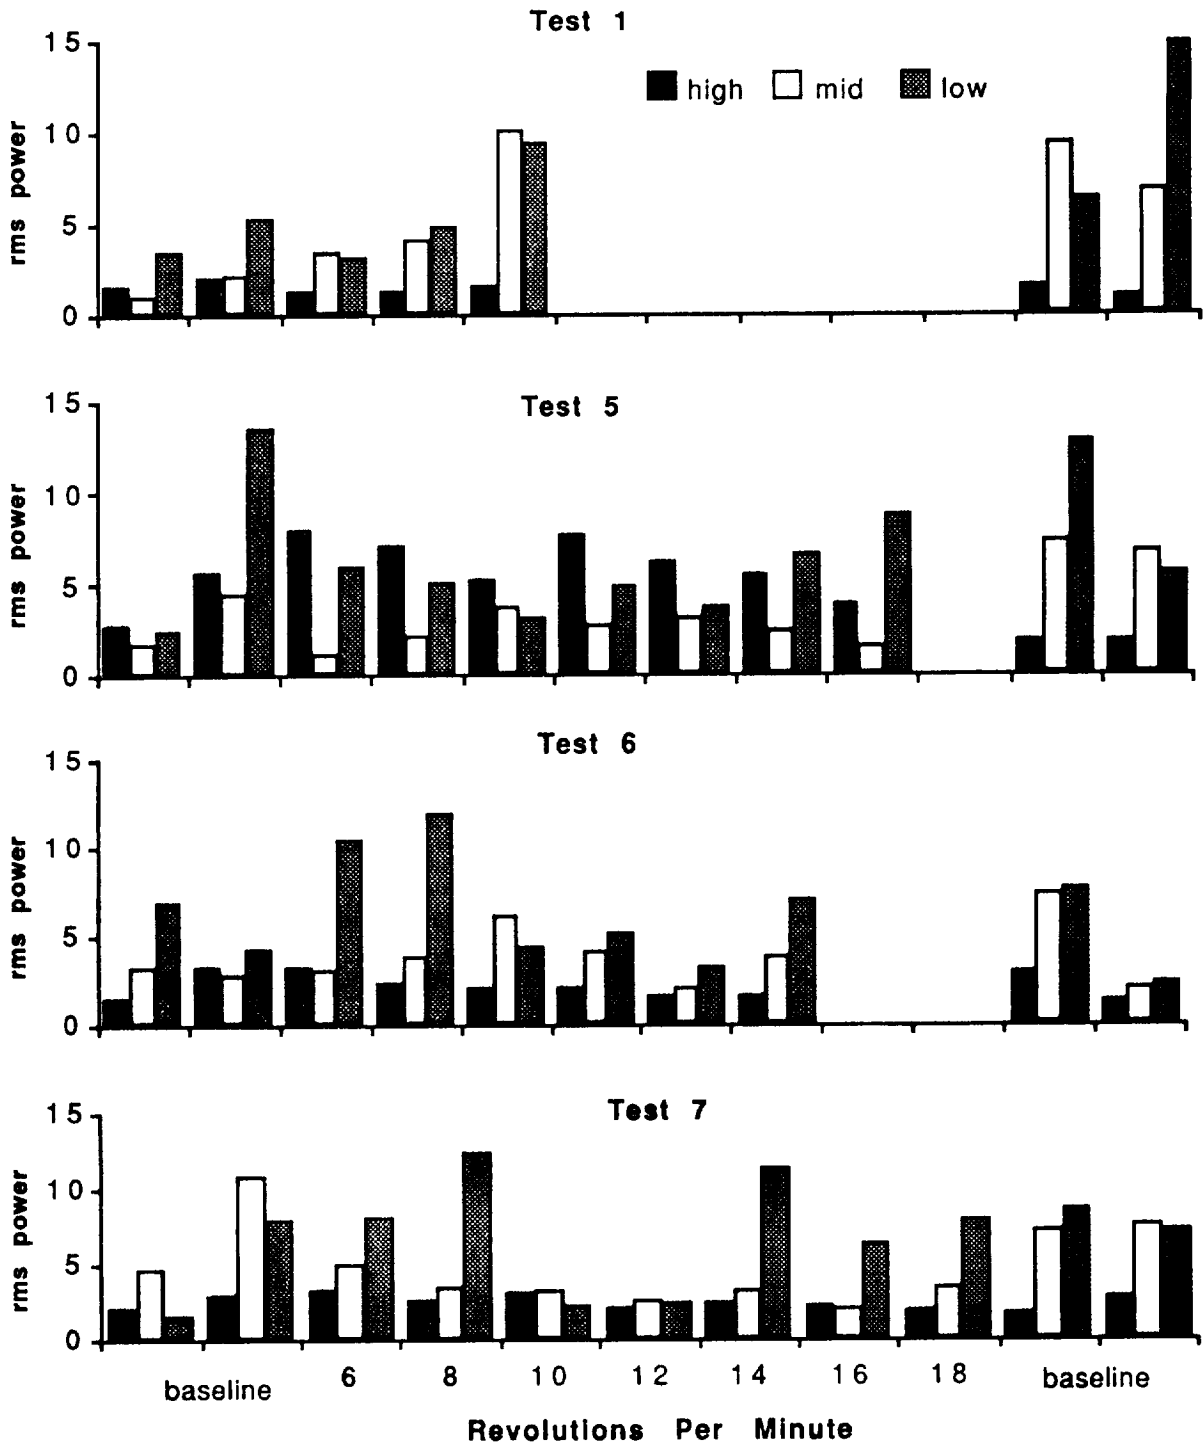 Test 1
15
high mid low
10
rms power
5
0
Test 5
15
10
rms power
5
0
Test 6
15
10
rms power
5
0
Test 7
15
10
rms power
5
0
baseline 6 8 10 12 14 16 18 baseline
Revolutions Per Minute